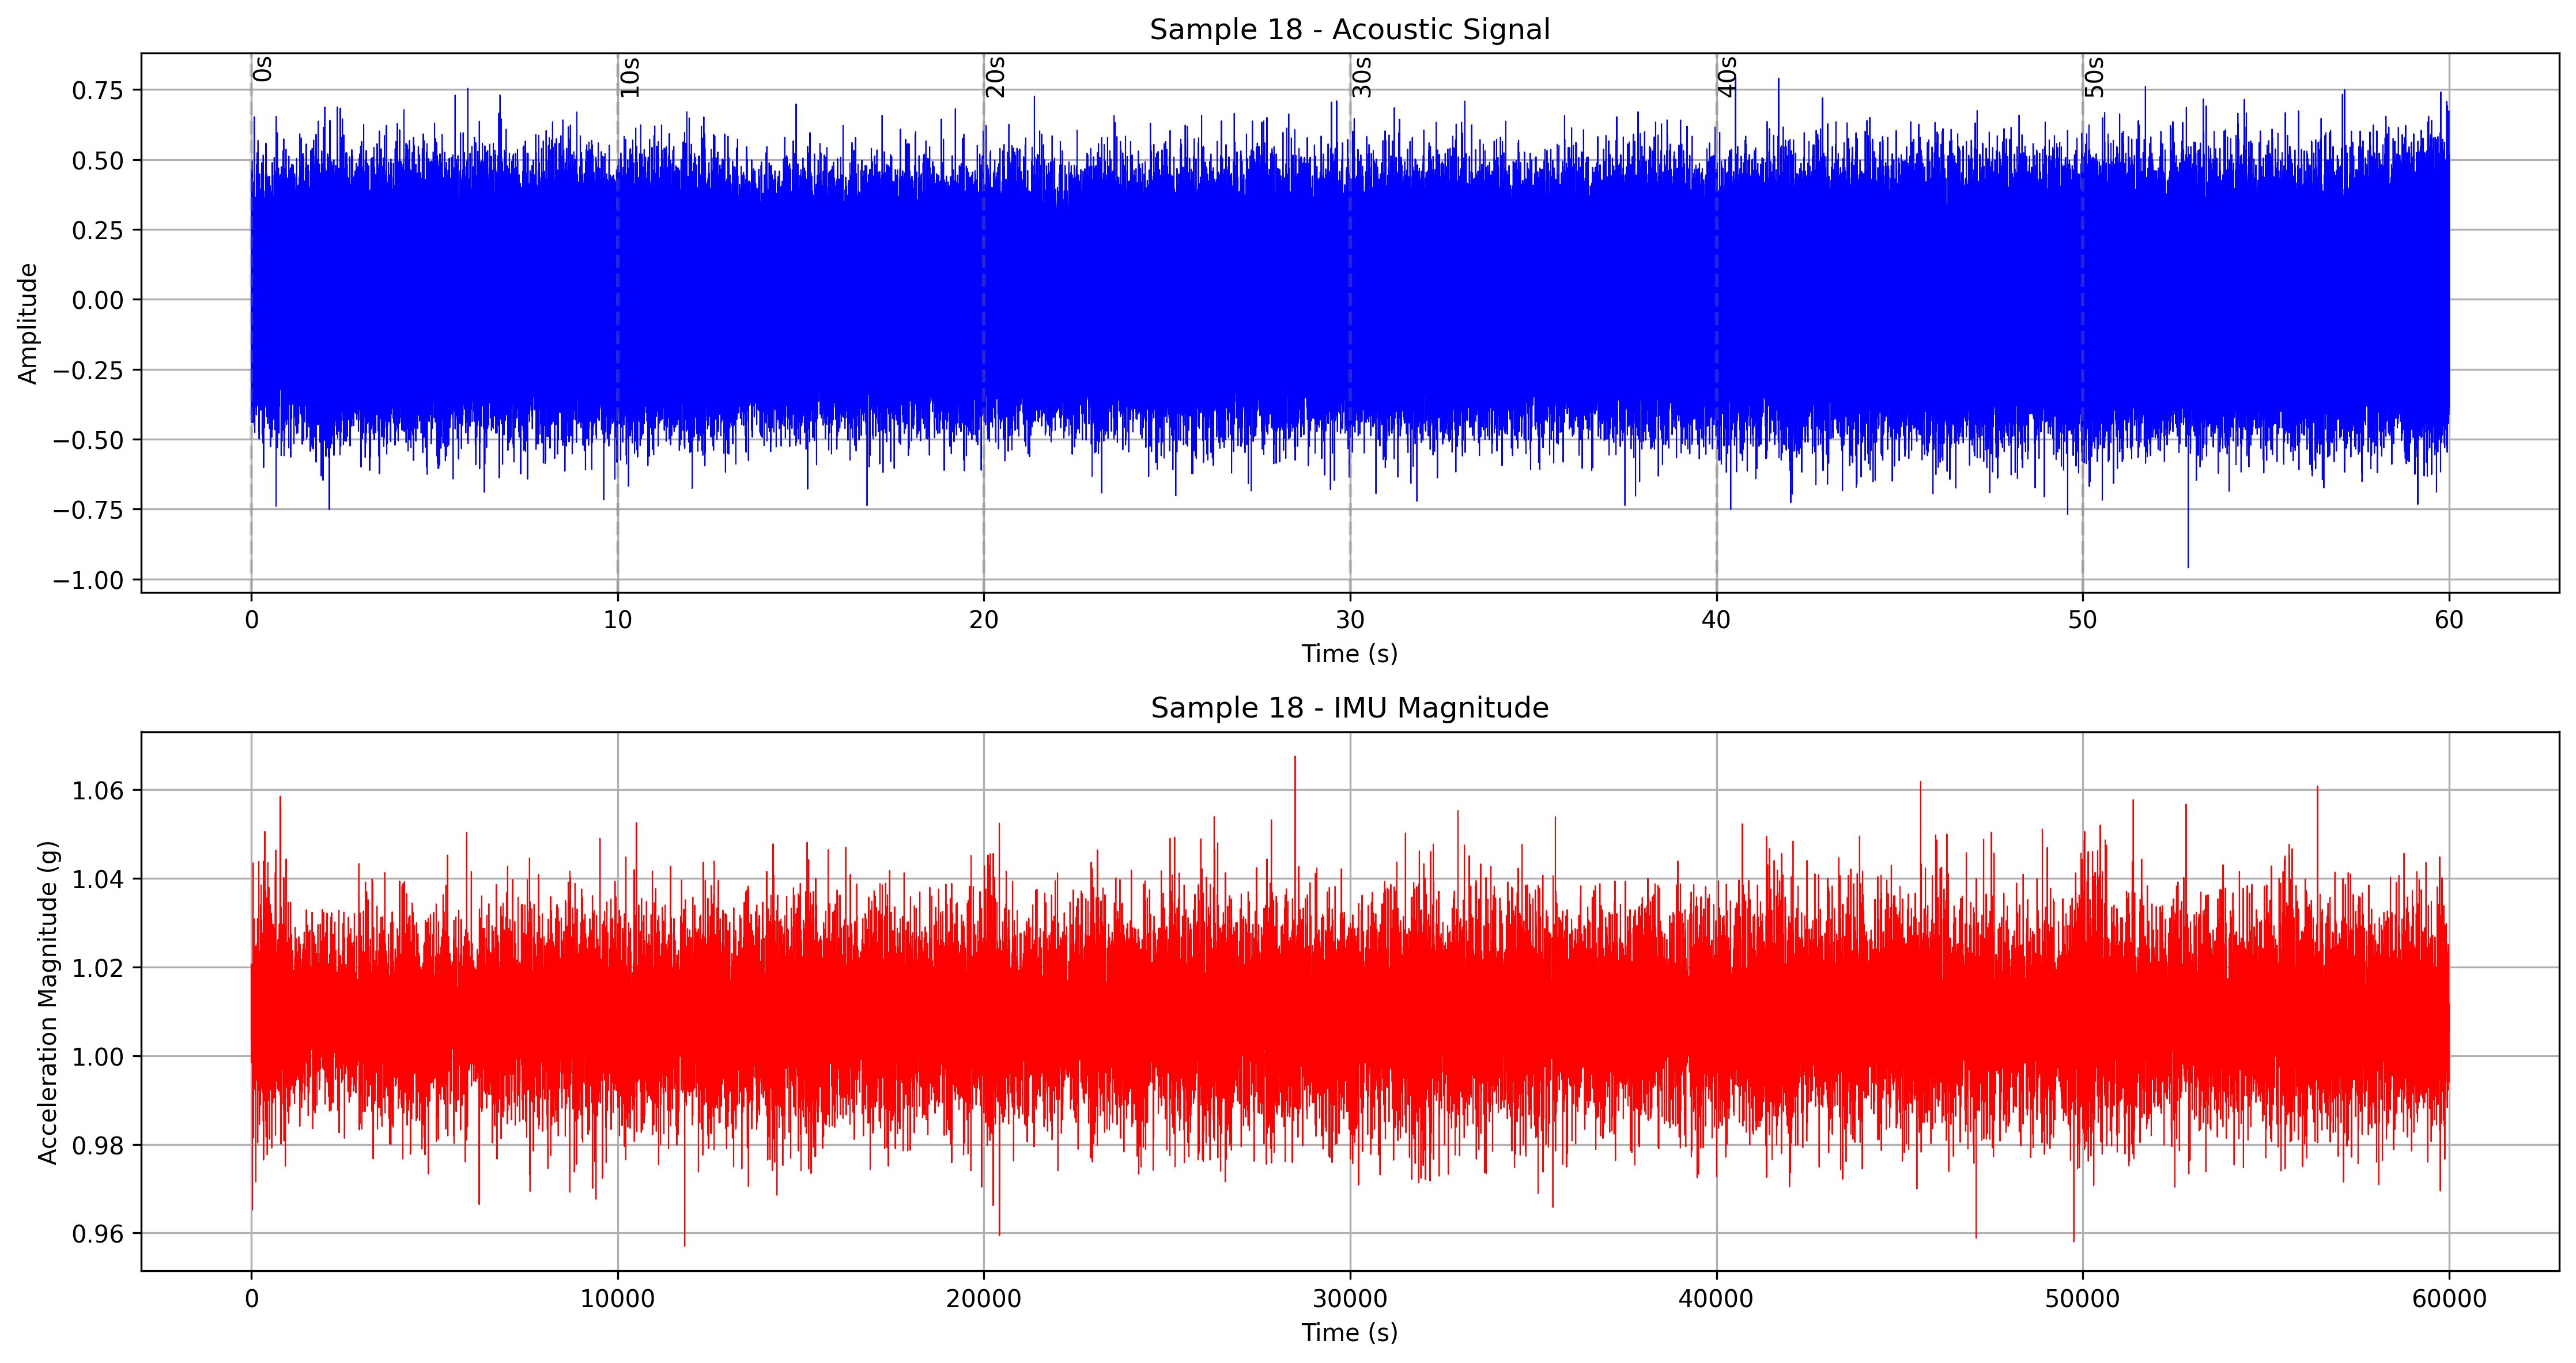 Sample 18 - Acoustic Signal
0s 10s 20s 30s 40s 50s
Amplitude
0.75
0.50
0.25
0.00
−0.25
−0.50
−0.75
−1.00
0 10 20 30 40 50 60
Time (s)
Sample 18 - IMU Magnitude
Acceleration Magnitude (g)
1.06
1.04
1.02
1.00
0.98
0.96
0 10000 20000 30000 40000 50000 60000
Time (s)